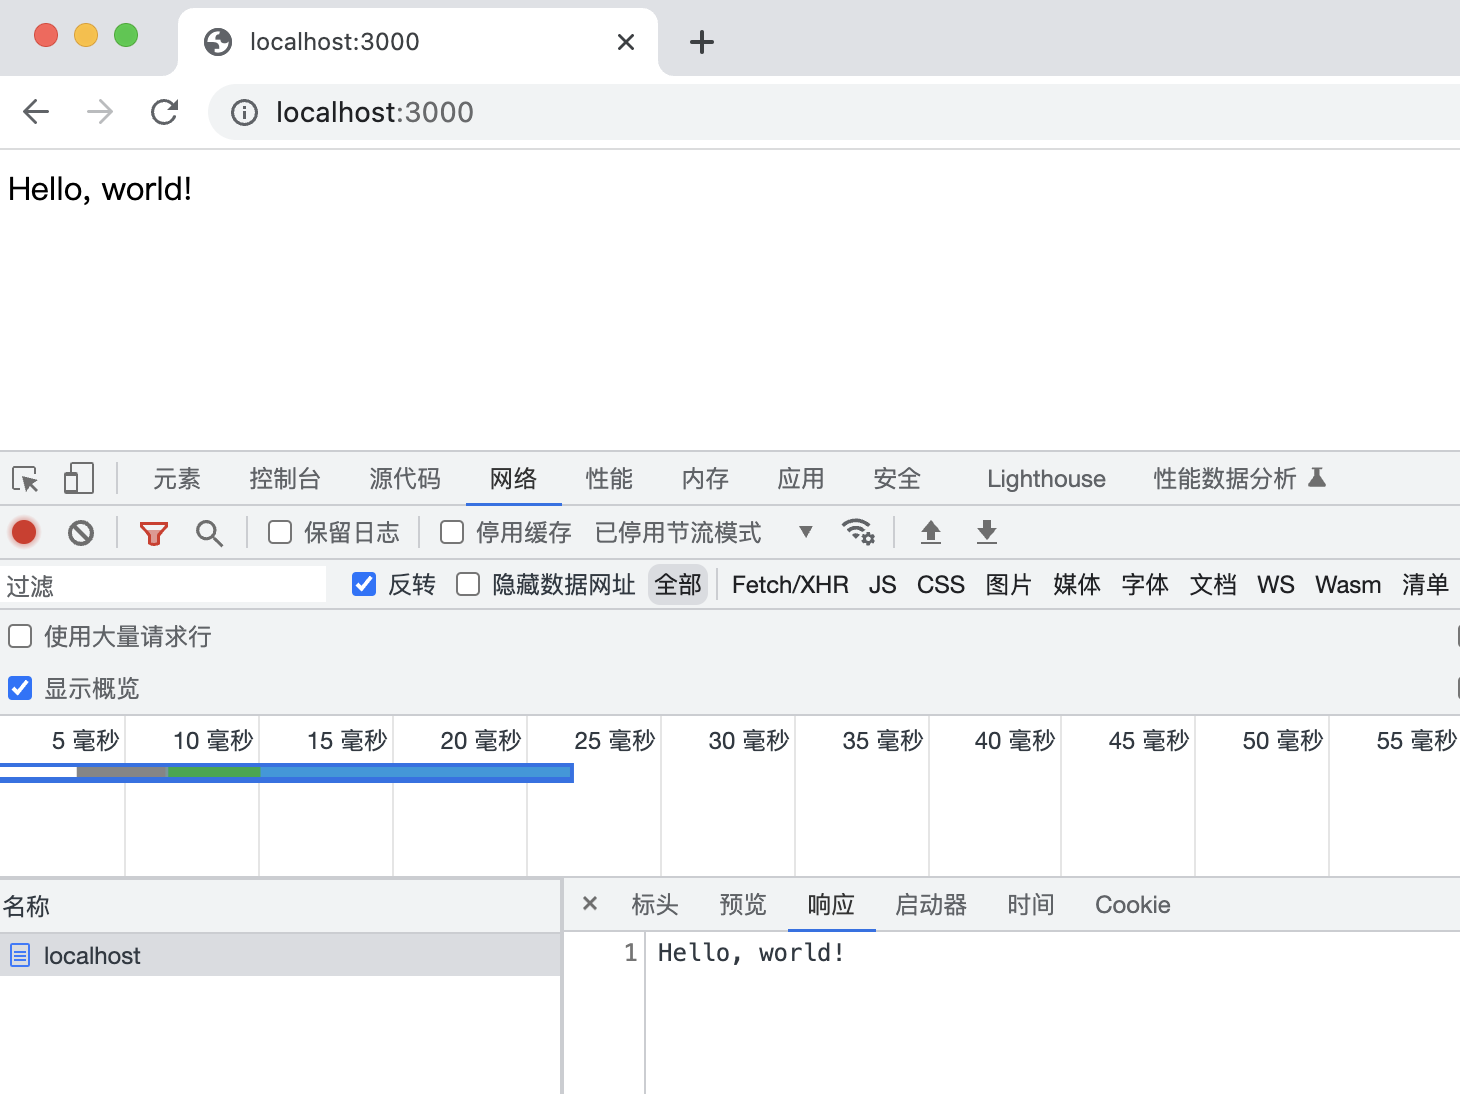 localhost:3000
localhost:3000
Hello, world!
元素 控制台 源代码 网络 性能 内存 应用 安全 Lighthouse 性能数据分析
保留日志 停用缓存 已停用节流模式
过滤 反转 隐藏数据网址 全部 Fetch/XHR JS CSS 图片 媒体 字体 文档 WS Wasm 清单
使用大量请求行
显示概览
5 毫秒 10 毫秒 15 毫秒 20 毫秒 25 毫秒 30 毫秒 35 毫秒 40 毫秒 45 毫秒 50 毫秒 55 毫秒
名称 标头 预览 响应 启动器 时间 Cookie
localhost
1 Hello, world!